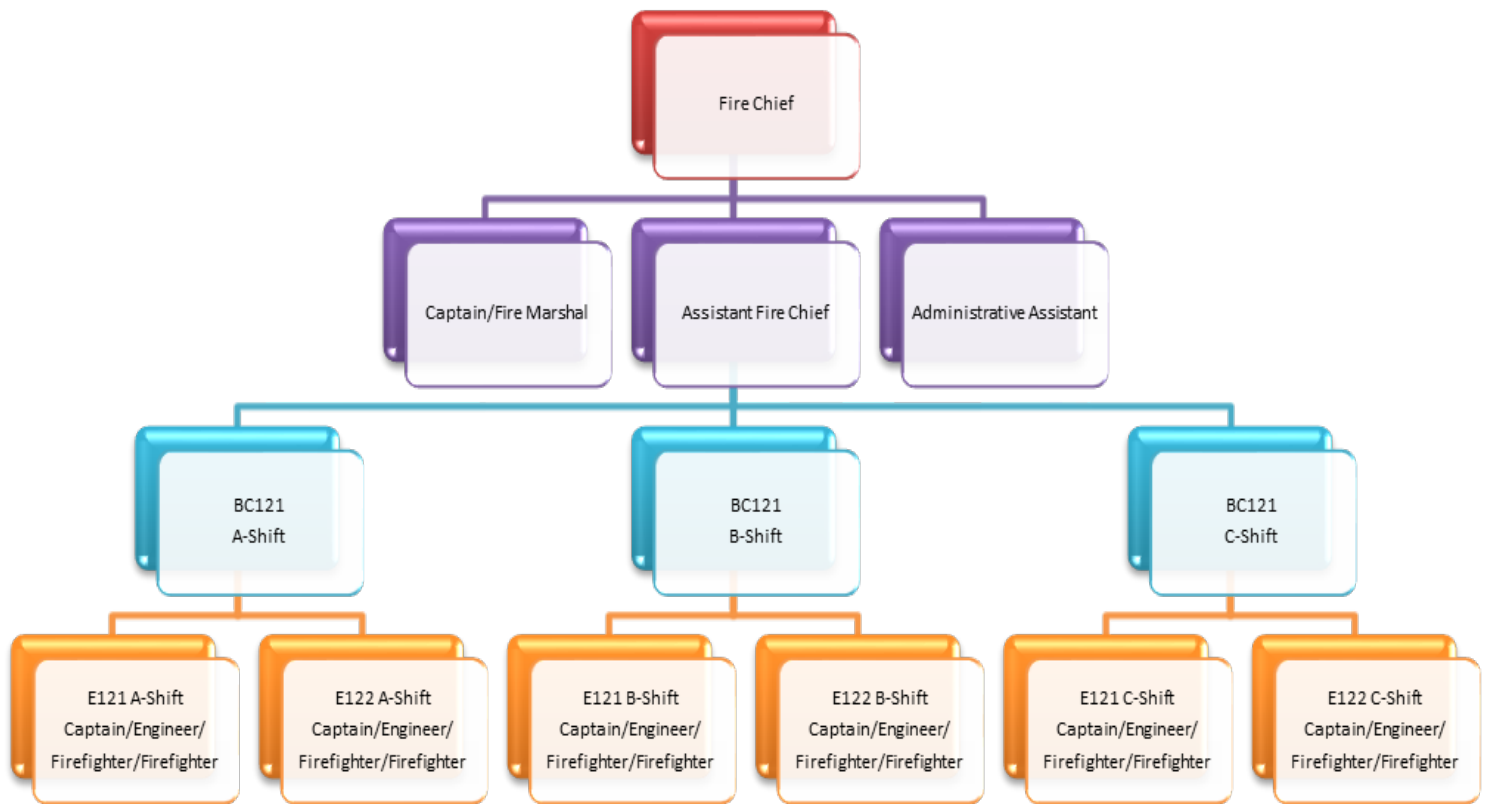 Fire Chief
Captain/Fire Marshal
Assistant Fire Chief
Administrative Assistant
BC121
A-Shift
BC121
B-Shift
BC121
C-Shift
E121 A-Shift
Captain/Engineer/
Firefighter/Firefighter
E122 A-Shift
Captain/Engineer/
Firefighter/Firefighter
E121 B-Shift
Captain/Engineer/
Firefighter/Firefighter
E122 B-Shift
Captain/Engineer/
Firefighter/Firefighter
E121 C-Shift
Captain/Engineer/
Firefighter/Firefighter
E122 C-Shift
Captain/Engineer/
Firefighter/Firefighter